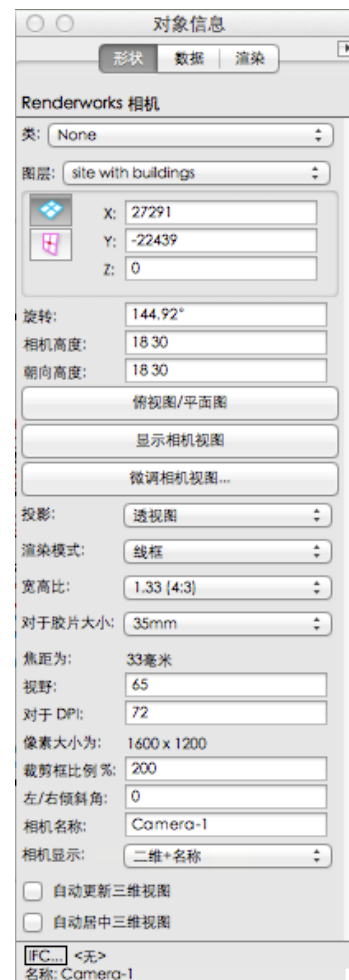 对象信息
形状 数据 渲染
Renderworks 相机
类: None
图层: site with buildings
X: 27291
Y: -22439
Z: 0
旋转: 144.92°
相机高度: 1830
朝向高度: 1830
俯视图/平面图
显示相机视图
微调相机视图...
投影: 透视图
渲染模式: 线框
宽高比: 1.33 (4:3)
对于胶片大小: 35mm
焦距为: 33毫米
视野: 65
对于 DPI: 72
像素大小为: 1600 x 1200
裁剪框比例 %: 200
左/右倾斜角: 0
相机名称: Camera-1
相机显示: 二维+名称
自动更新三维视图
自动居中三维视图
IFC... <无>
名称: Camera-1